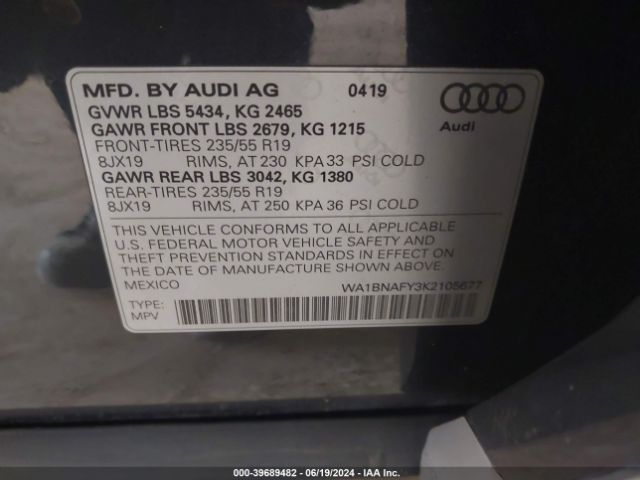 MFD. BY AUDI AG 0419
GVWR LBS 5434, KG 2465
GAWR FRONT LBS 2679, KG 1215
Audi
FRONT-TIRES 235/55 R19
8JX19 RIMS, AT 230 KPA 33 PSI COLD
GAWR REAR LBS 3042, KG 1380
REAR-TIRES 235/55 R19
8JX19 RIMS, AT 250 KPA 36 PSI COLD
THIS VEHICLE CONFORMS TO ALL APPLICABLE
U.S. FEDERAL MOTOR VEHICLE SAFETY AND
THEFT PREVENTION STANDARDS IN EFFECT ON
THE DATE OF MANUFACTURE SHOWN ABOVE.
MEXICO WA1BNAFY3K2105677
TYPE:
MPV
000-39689482 - 06/19/2024 - IAA Inc.